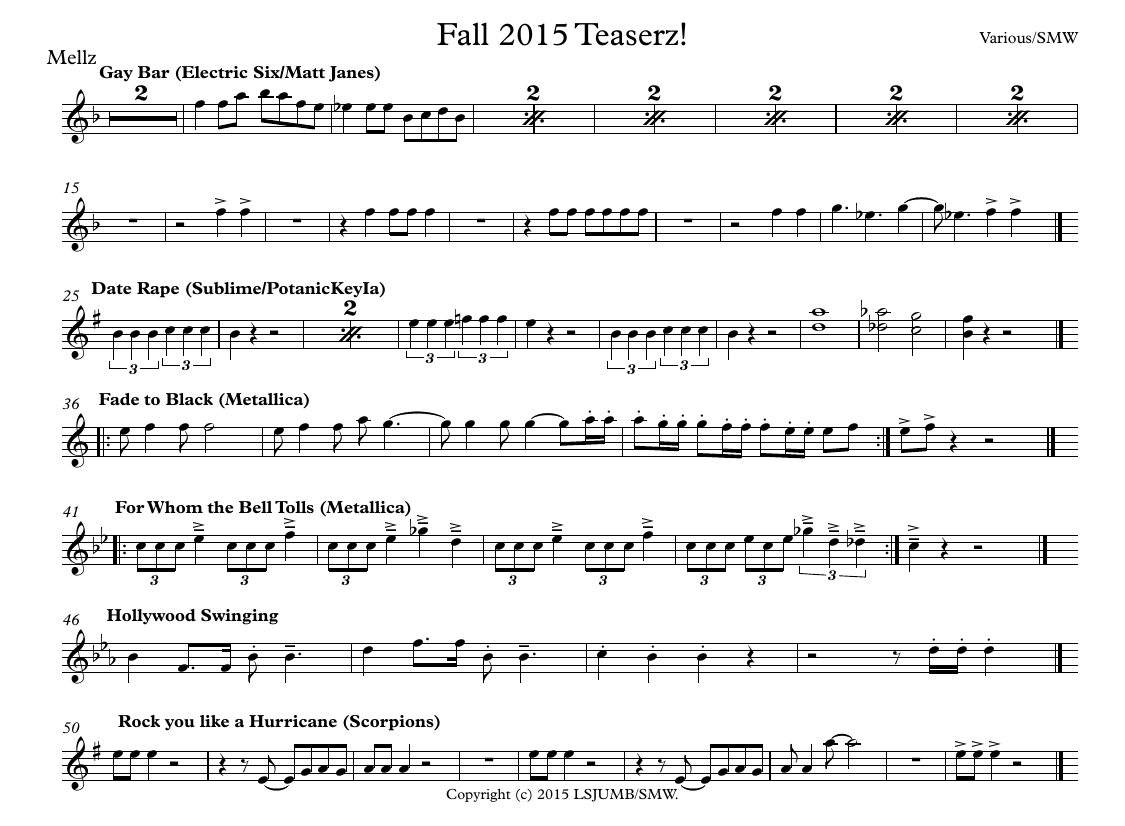 Fall 2015 Teaserz!
Various/SMW
Mellz
Gay Bar (Electric Six/Matt Janes)
2 2 2 2 2 2
15
Date Rape (Sublime/PotanicKeyIa)
25
2
3 3 3 3 3 3
Fade to Black (Metallica)
36
For Whom the Bell Tolls (Metallica)
41
3 3 3 3 3 3 3
Hollywood Swinging
46
Rock you like a Hurricane (Scorpions)
50
Copyright (c) 2015 LSJUMB/SMW.